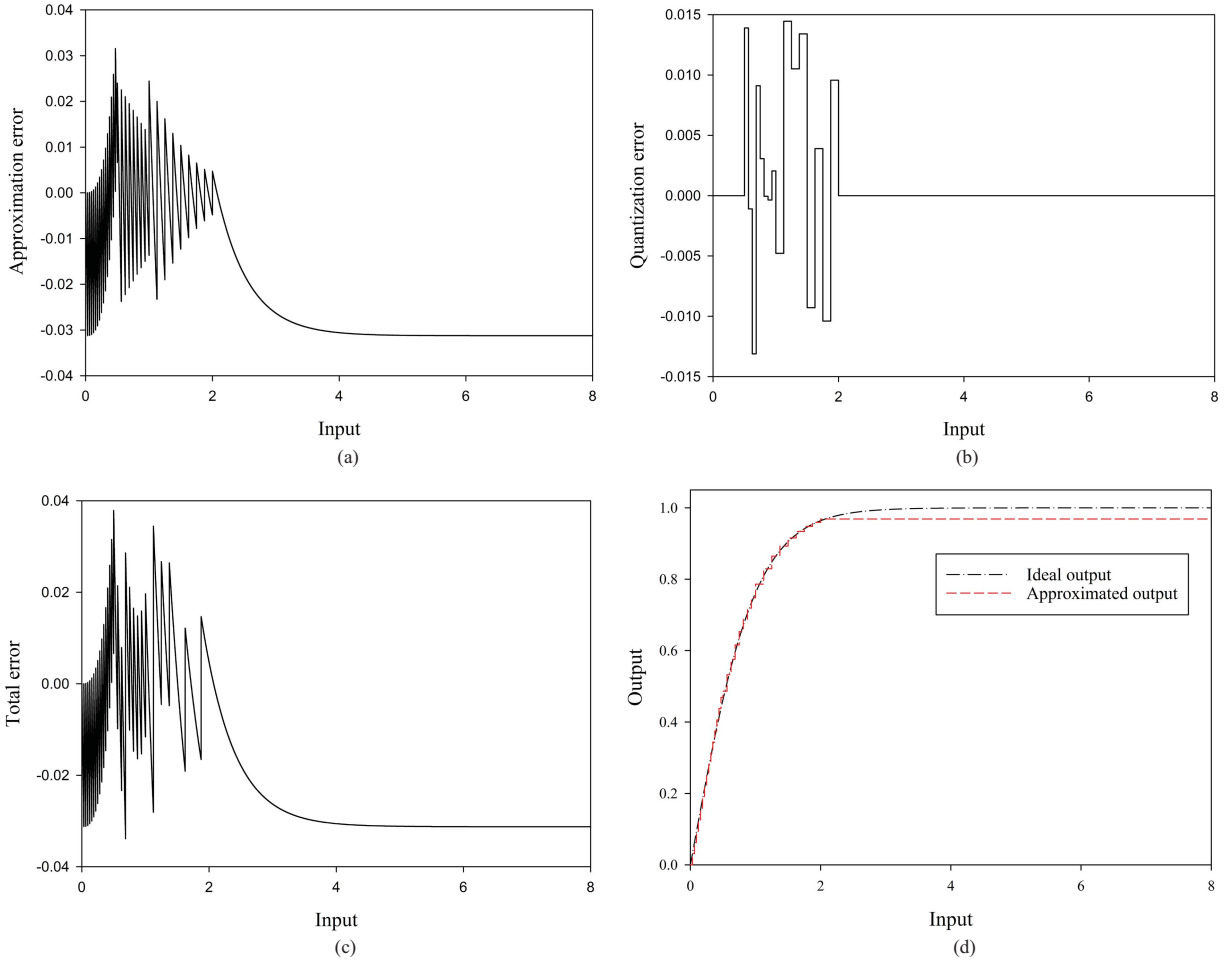 0.04
0.03
0.02
0.01
0.00
-0.01
-0.02
-0.03
-0.04
Approximation error
0 2 4 6 8
Input
(a)
0.015
0.010
0.005
0.000
-0.005
-0.010
-0.015
Quantization error
0 2 4 6 8
Input
(b)
0.04
0.02
0.00
-0.02
-0.04
Total error
0 2 4 6 8
Input
(c)
1.0
0.8
0.6
0.4
0.2
0.0
Output
Ideal output
Approximated output
0 2 4 6 8
Input
(d)